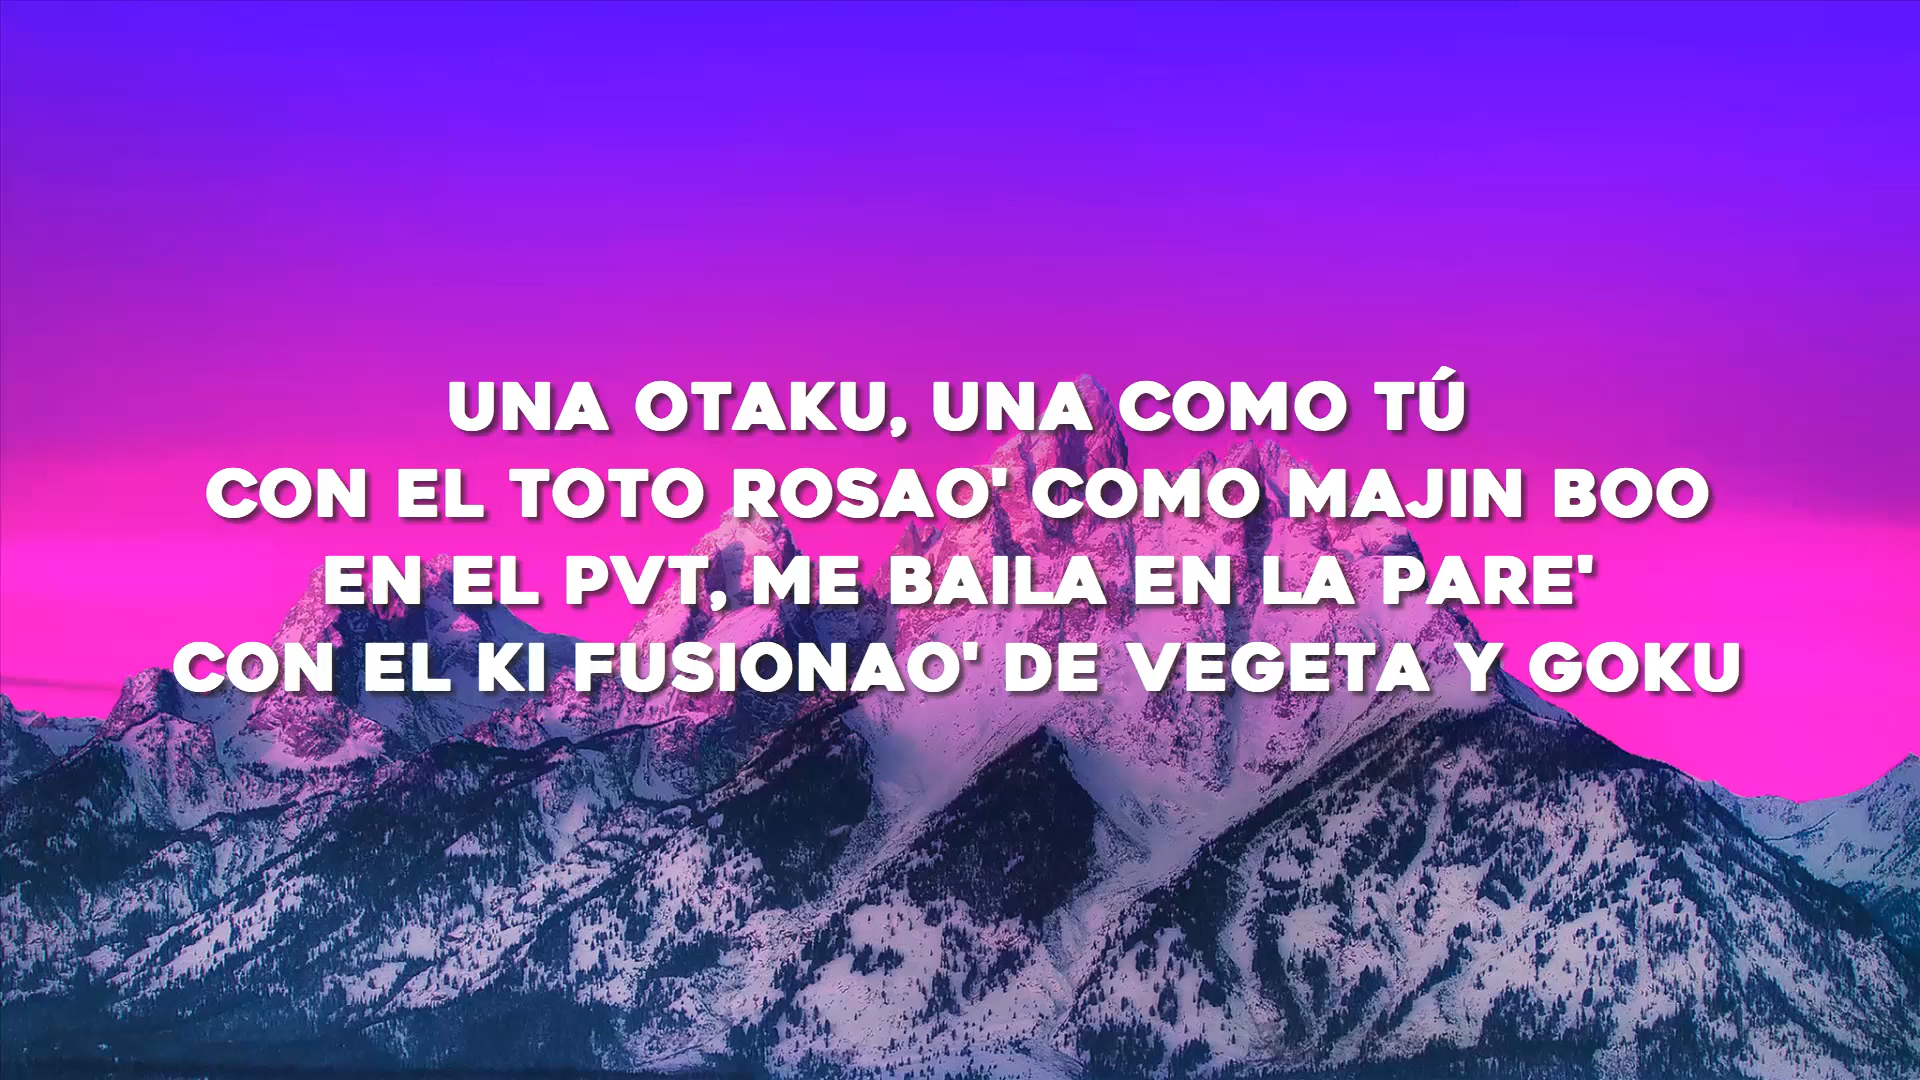 UNA OTAKU, UNA COMO TÚ
CON EL TOTO ROSAO' COMO MAJIN BOO
EN EL PVT, ME BAILA EN LA PARE'
CON EL KI FUSIONAO' DE VEGETA Y GOKU